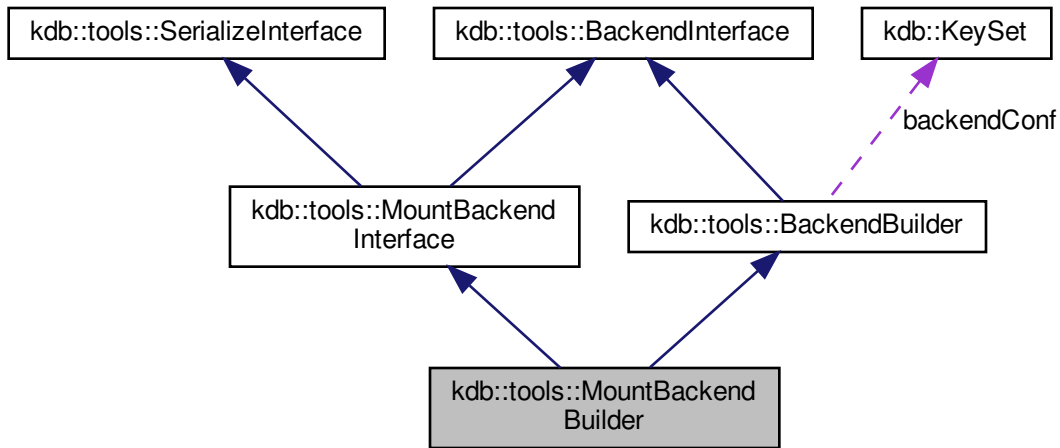 kdb::tools::SerializeInterface
kdb::tools::BackendInterface
kdb::KeySet
backendConf
kdb::tools::MountBackend
Interface
kdb::tools::BackendBuilder
kdb::tools::MountBackend
Builder